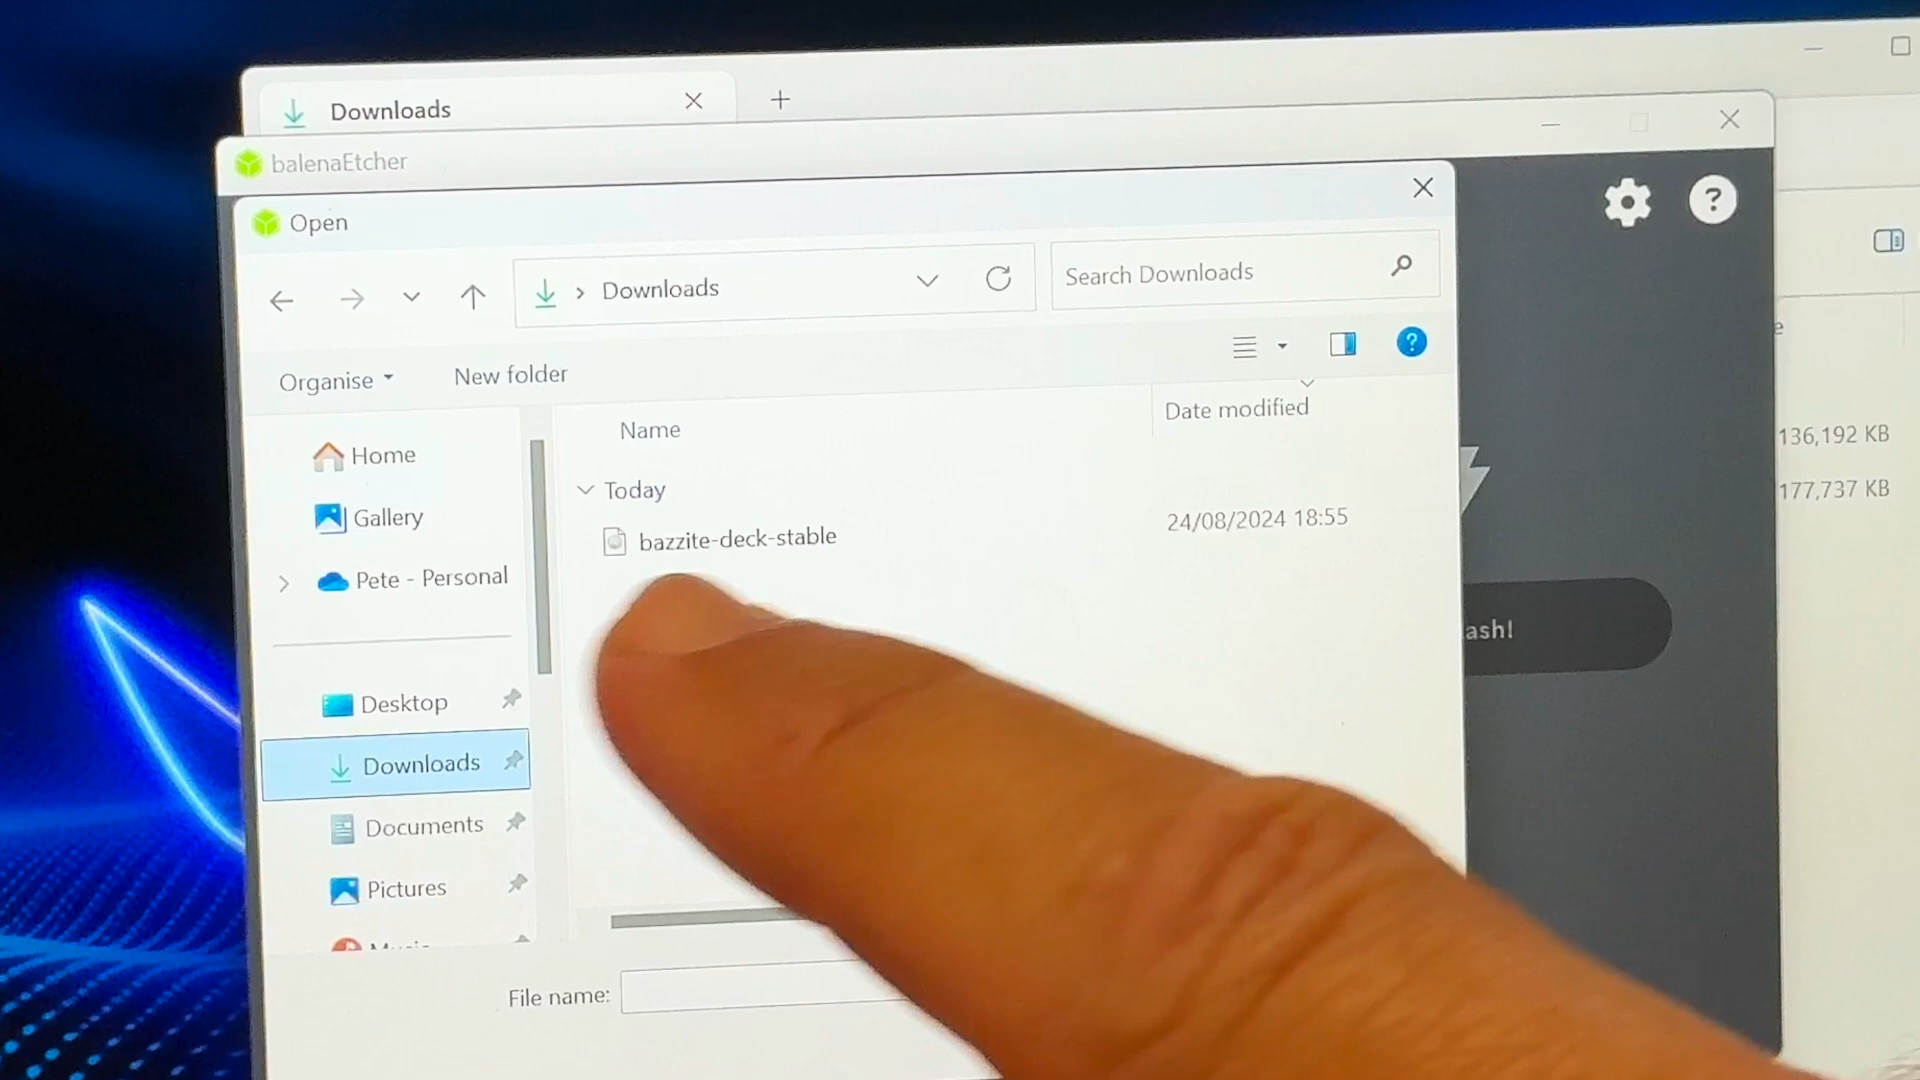 Downloads
balenaEtcher
Open
Downloads
Search Downloads
Organise
New folder
Name
Date modified
Home
Today
Gallery
bazzite-deck-stable
24/08/2024 18:55
Pete - Personal
Desktop
Downloads
Documents
Pictures
File name:
ash!
e
136,192 KB
177,737 KB